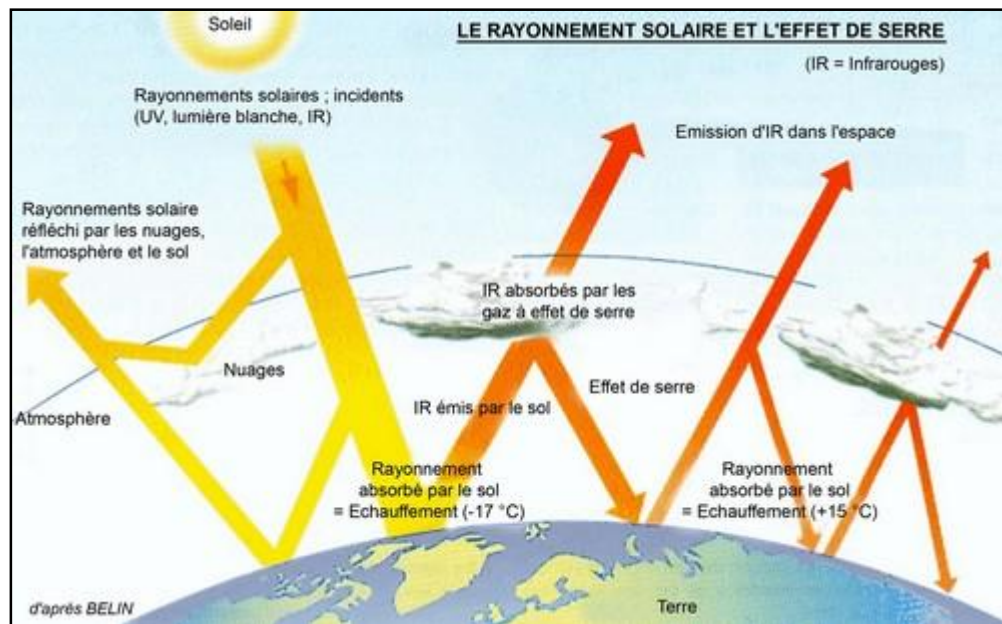 Soleil
LE RAYONNEMENT SOLAIRE ET L'EFFET DE SERRE
(IR = Infrarouges)
Rayonnements solaires ; incidents
(UV, lumière blanche, IR)
Emission d'IR dans l'espace
Rayonnements solaire
réfléchi par les nuages,
l'atmosphère et le sol
IR absorbés par les
gaz à effet de serre
Nuages
Effet de serre
Atmosphère
IR émis par le sol
Rayonnement
absorbé par le sol
= Echauffement (-17 °C)
Rayonnement
absorbé par le sol
= Echauffement (+15 °C)
d'après BELIN
Terre